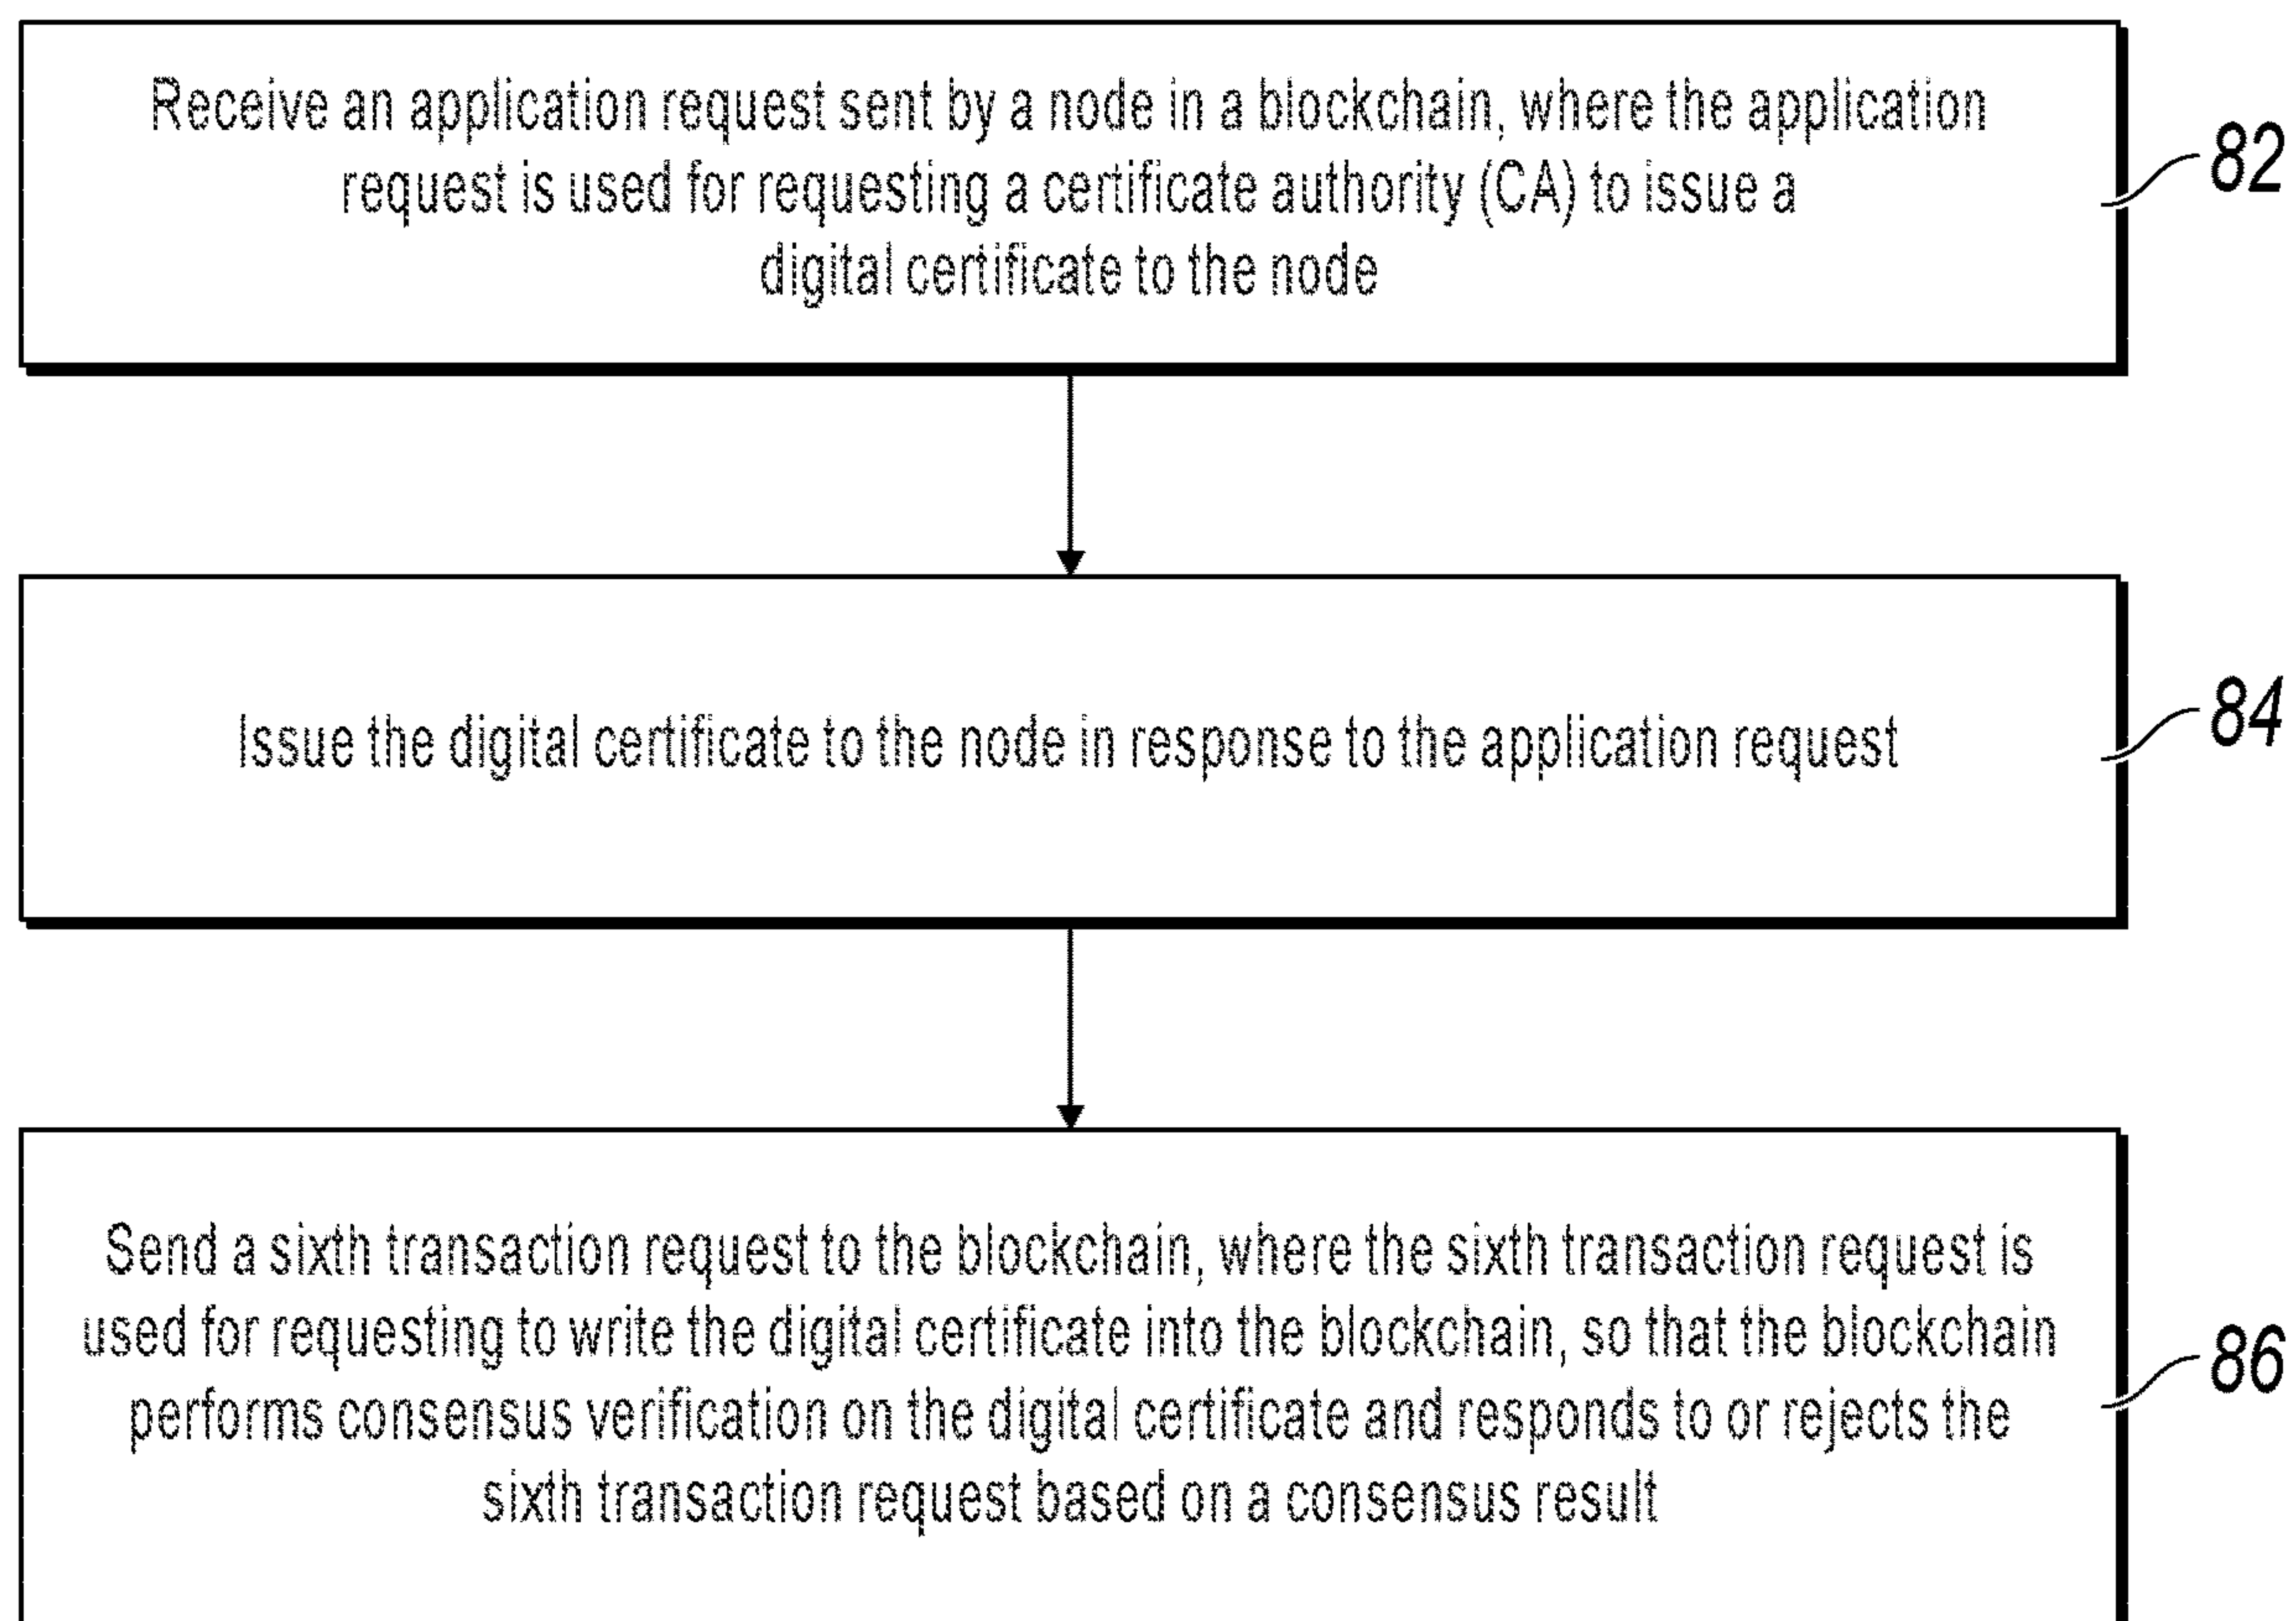 Receive an application request sent by a node in a blockchain, where the application
request is used for requesting a certificate authority (CA) to issue a
digital certificate to the node
82
Issue the digital certificate to the node in response to the application request
84
Send a sixth transaction request to the blockchain, where the sixth transaction request is
used for requesting to write the digital certificate into the blockchain, so that the blockchain
performs consensus verification on the digital certificate and responds to or rejects the
sixth transaction request based on a consensus result
86